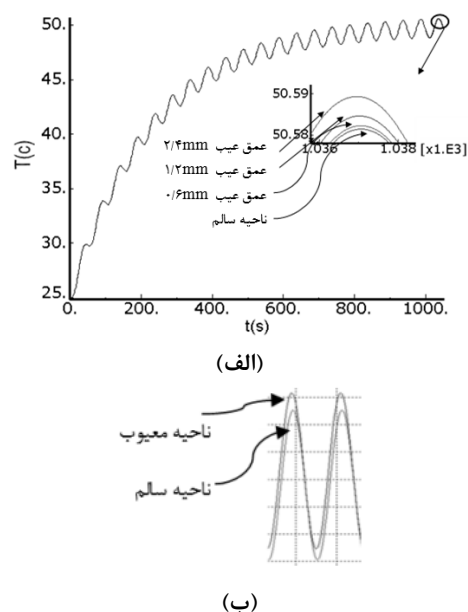 50.
45.
40.
35.
30.
25.
T(c)
50.59
50.58
1.036 1.038 [x1.E3]
عمق عیب ۲/۴mm
عمق عیب ۱/۲mm
عمق عیب ۰/۶mm
ناحیه سالم
0. 200. 400. 600. 800. 1000.
t(s)
(الف)
ناحیه معیوب
ناحیه سالم
(ب)